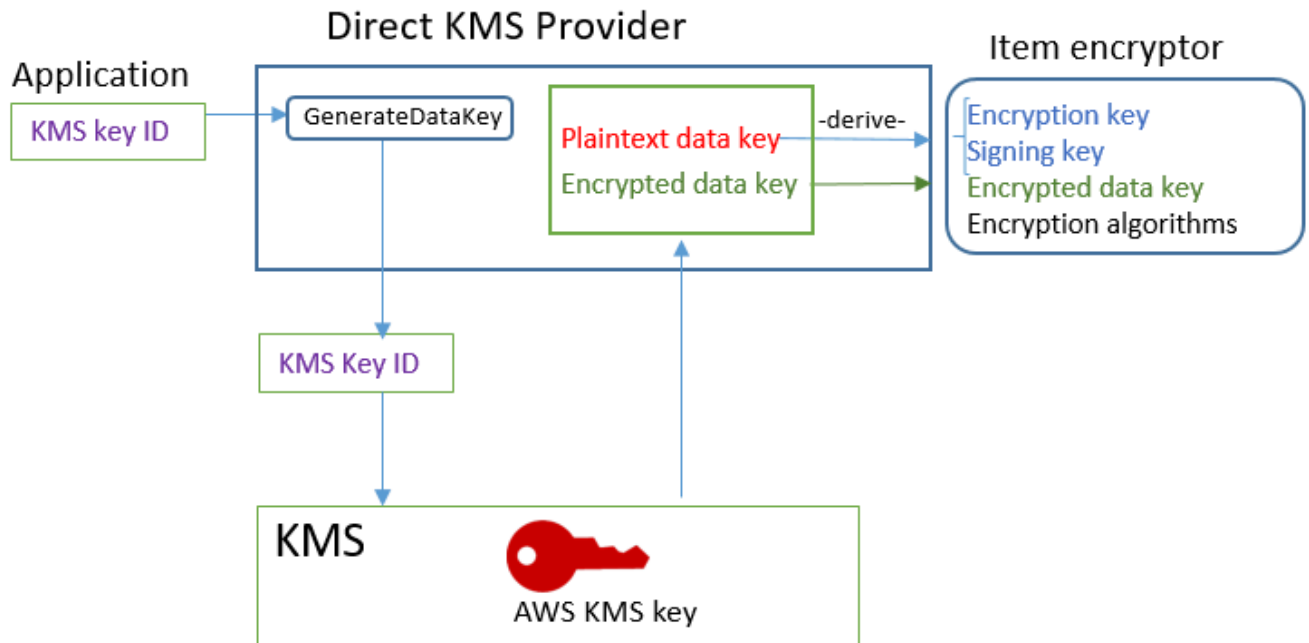 Direct KMS Provider
Item encryptor
Application
KMS key ID
GenerateDataKey
Plaintext data key
Encrypted data key
-derive-
Encryption key
Signing key
Encrypted data key
Encryption algorithms
KMS Key ID
KMS
AWS KMS key